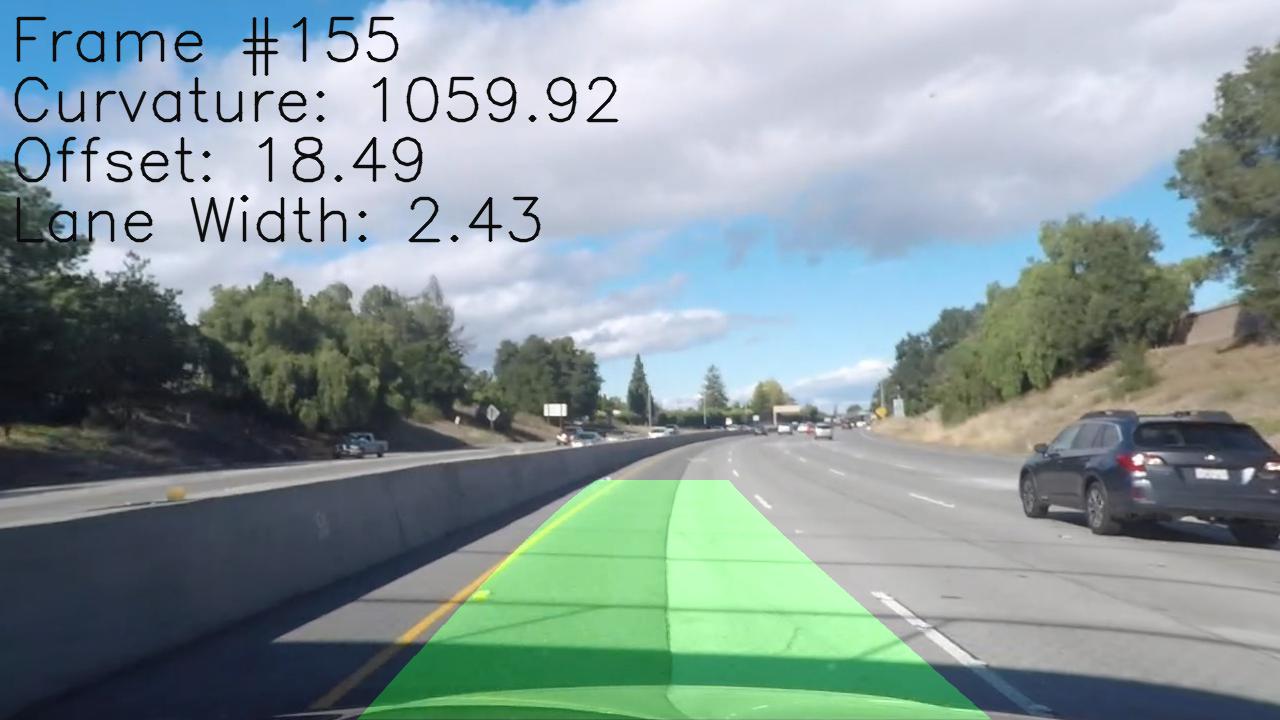 Frame #155
Curvature: 1059.92
Offset: 18.49
Lane Width: 2.43